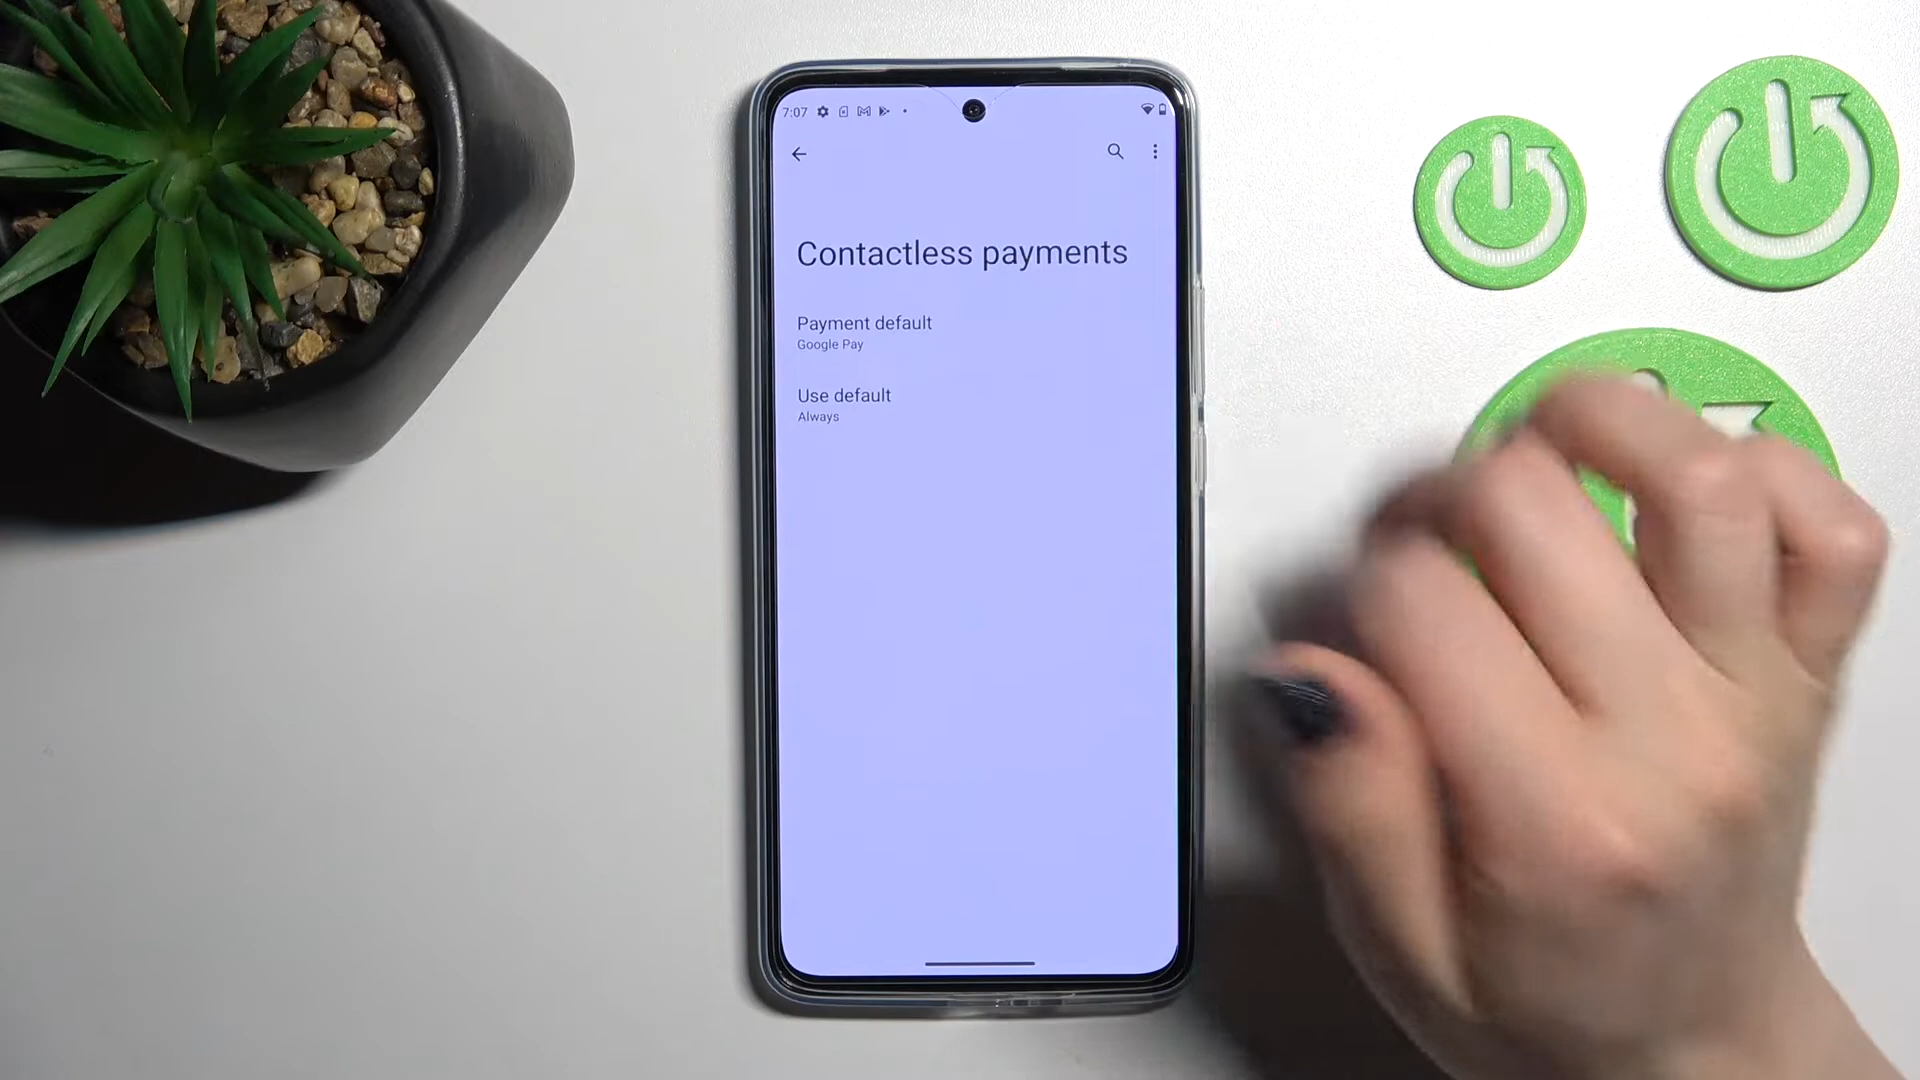 7:07
Contactless payments
Payment default
Google Pay
Use default
Always